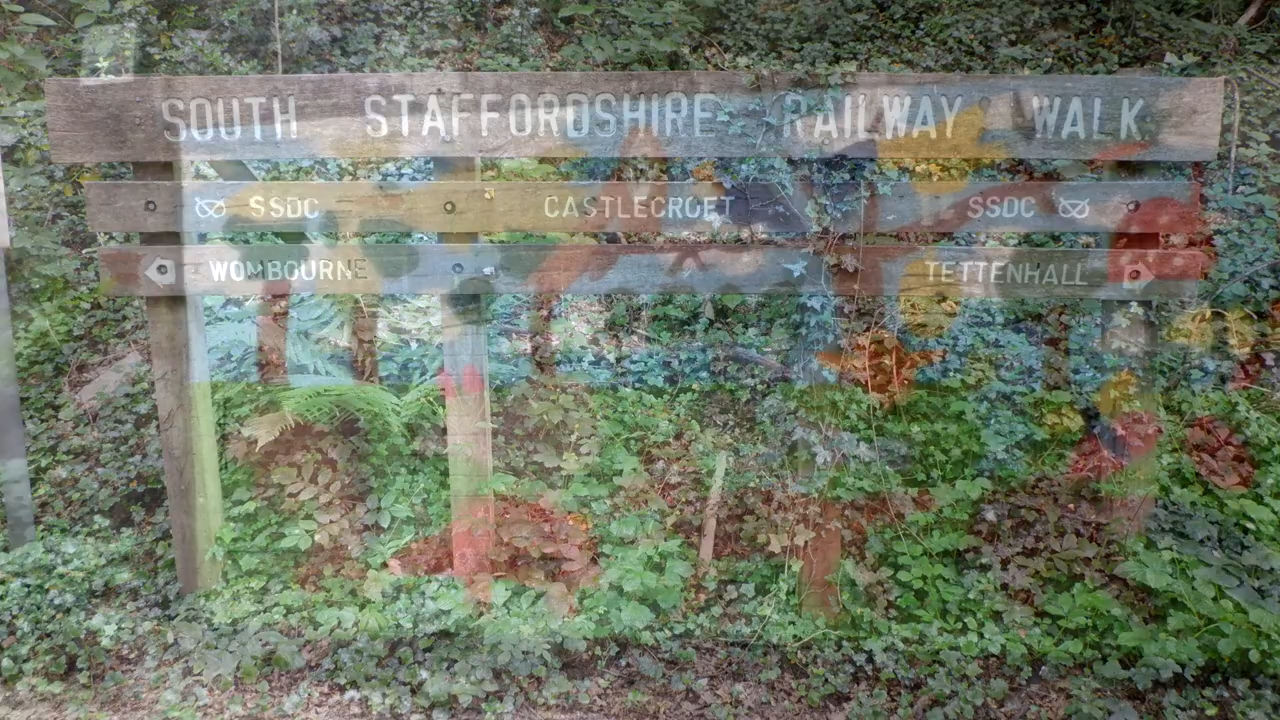 SOUTH STAFFORDSHIRE RAILWAY WALK
SSDC CASTLECROFT SSDC
WOMBOURNE TETTENHALL